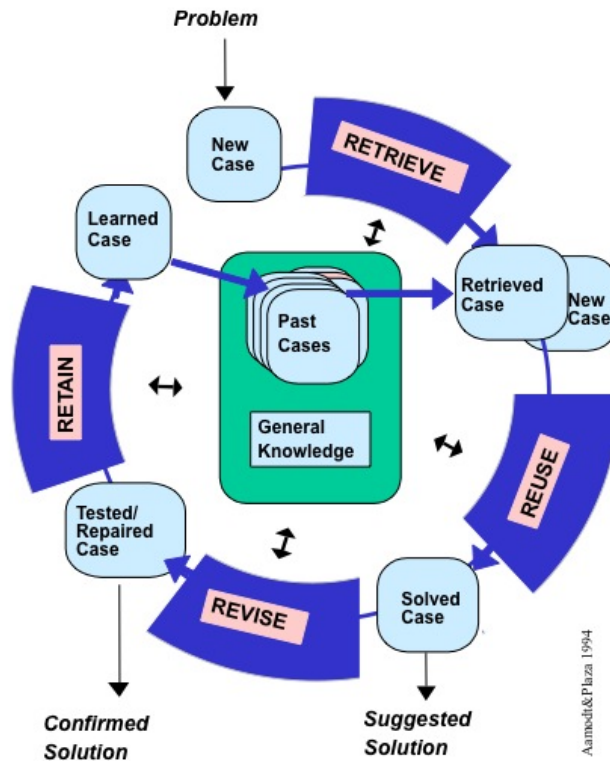 Problem
New
Case
RETRIEVE
Learned
Case
Retrieved
Case
New
Case
Past
Cases
General
Knowledge
RETAIN
REUSE
Tested/
Repaired
Case
REVISE
Solved
Case
Confirmed
Solution
Suggested
Solution
Aamodt&Plaza 1994